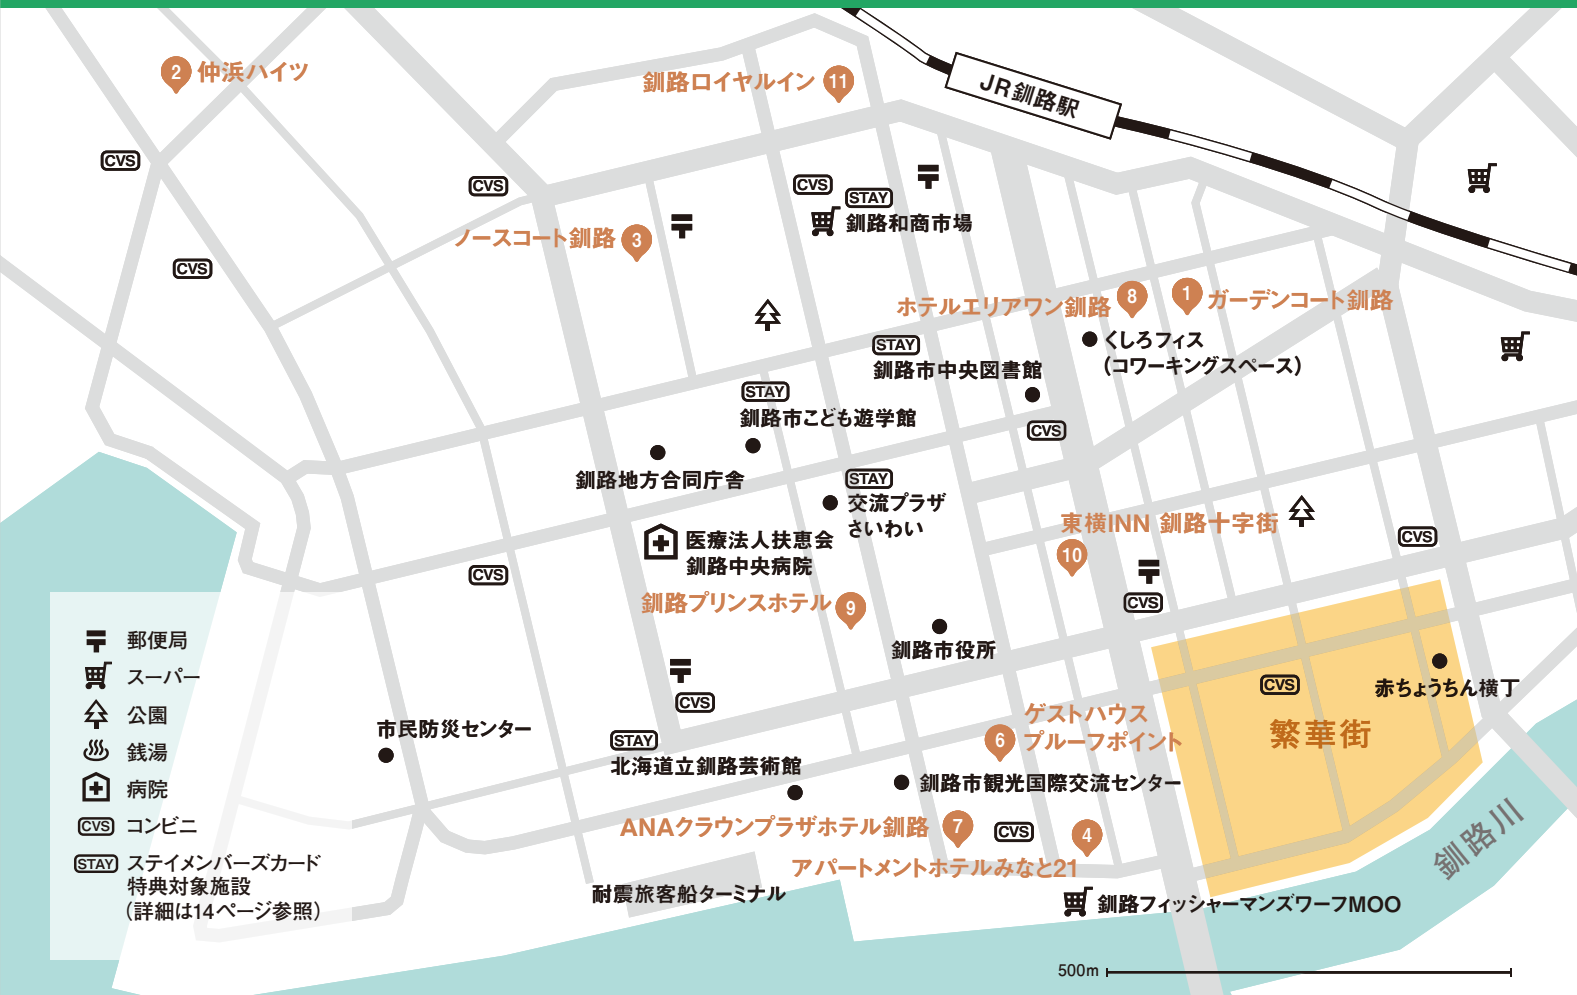 2 仲浜ハイツ
釧路ロイヤルイン 11
JR釧路駅
CVS
CVS
CVS
STAY
釧路和商市場
ノースコート釧路 3
CVS
ホテルエリアワン釧路 8
1 ガーデンコート釧路
くしろフィス
(コワーキングスペース)
STAY
釧路市中央図書館
STAY
釧路市こども遊学館
CVS
釧路地方合同庁舎
STAY
交流プラザ
さいわい
東横INN 釧路十字街
10
CVS
医療法人扶恵会
釧路中央病院
CVS
釧路プリンスホテル 9
CVS
釧路市役所
赤ちょうちん横丁
CVS
繁華街
CVS
ゲストハウス
プルーフポイント
6
市民防災センター
STAY
北海道立釧路芸術館
釧路市観光国際交流センター
ANAクラウンプラザホテル釧路 7
CVS
4
アパートメントホテルみなと21
耐震旅客船ターミナル
釧路フィッシャーマンズワーフMOO
釧路川
500m
郵便局
スーパー
公園
銭湯
病院
CVS コンビニ
STAY ステイメンバーズカード
特典対象施設
(詳細は14ページ参照)